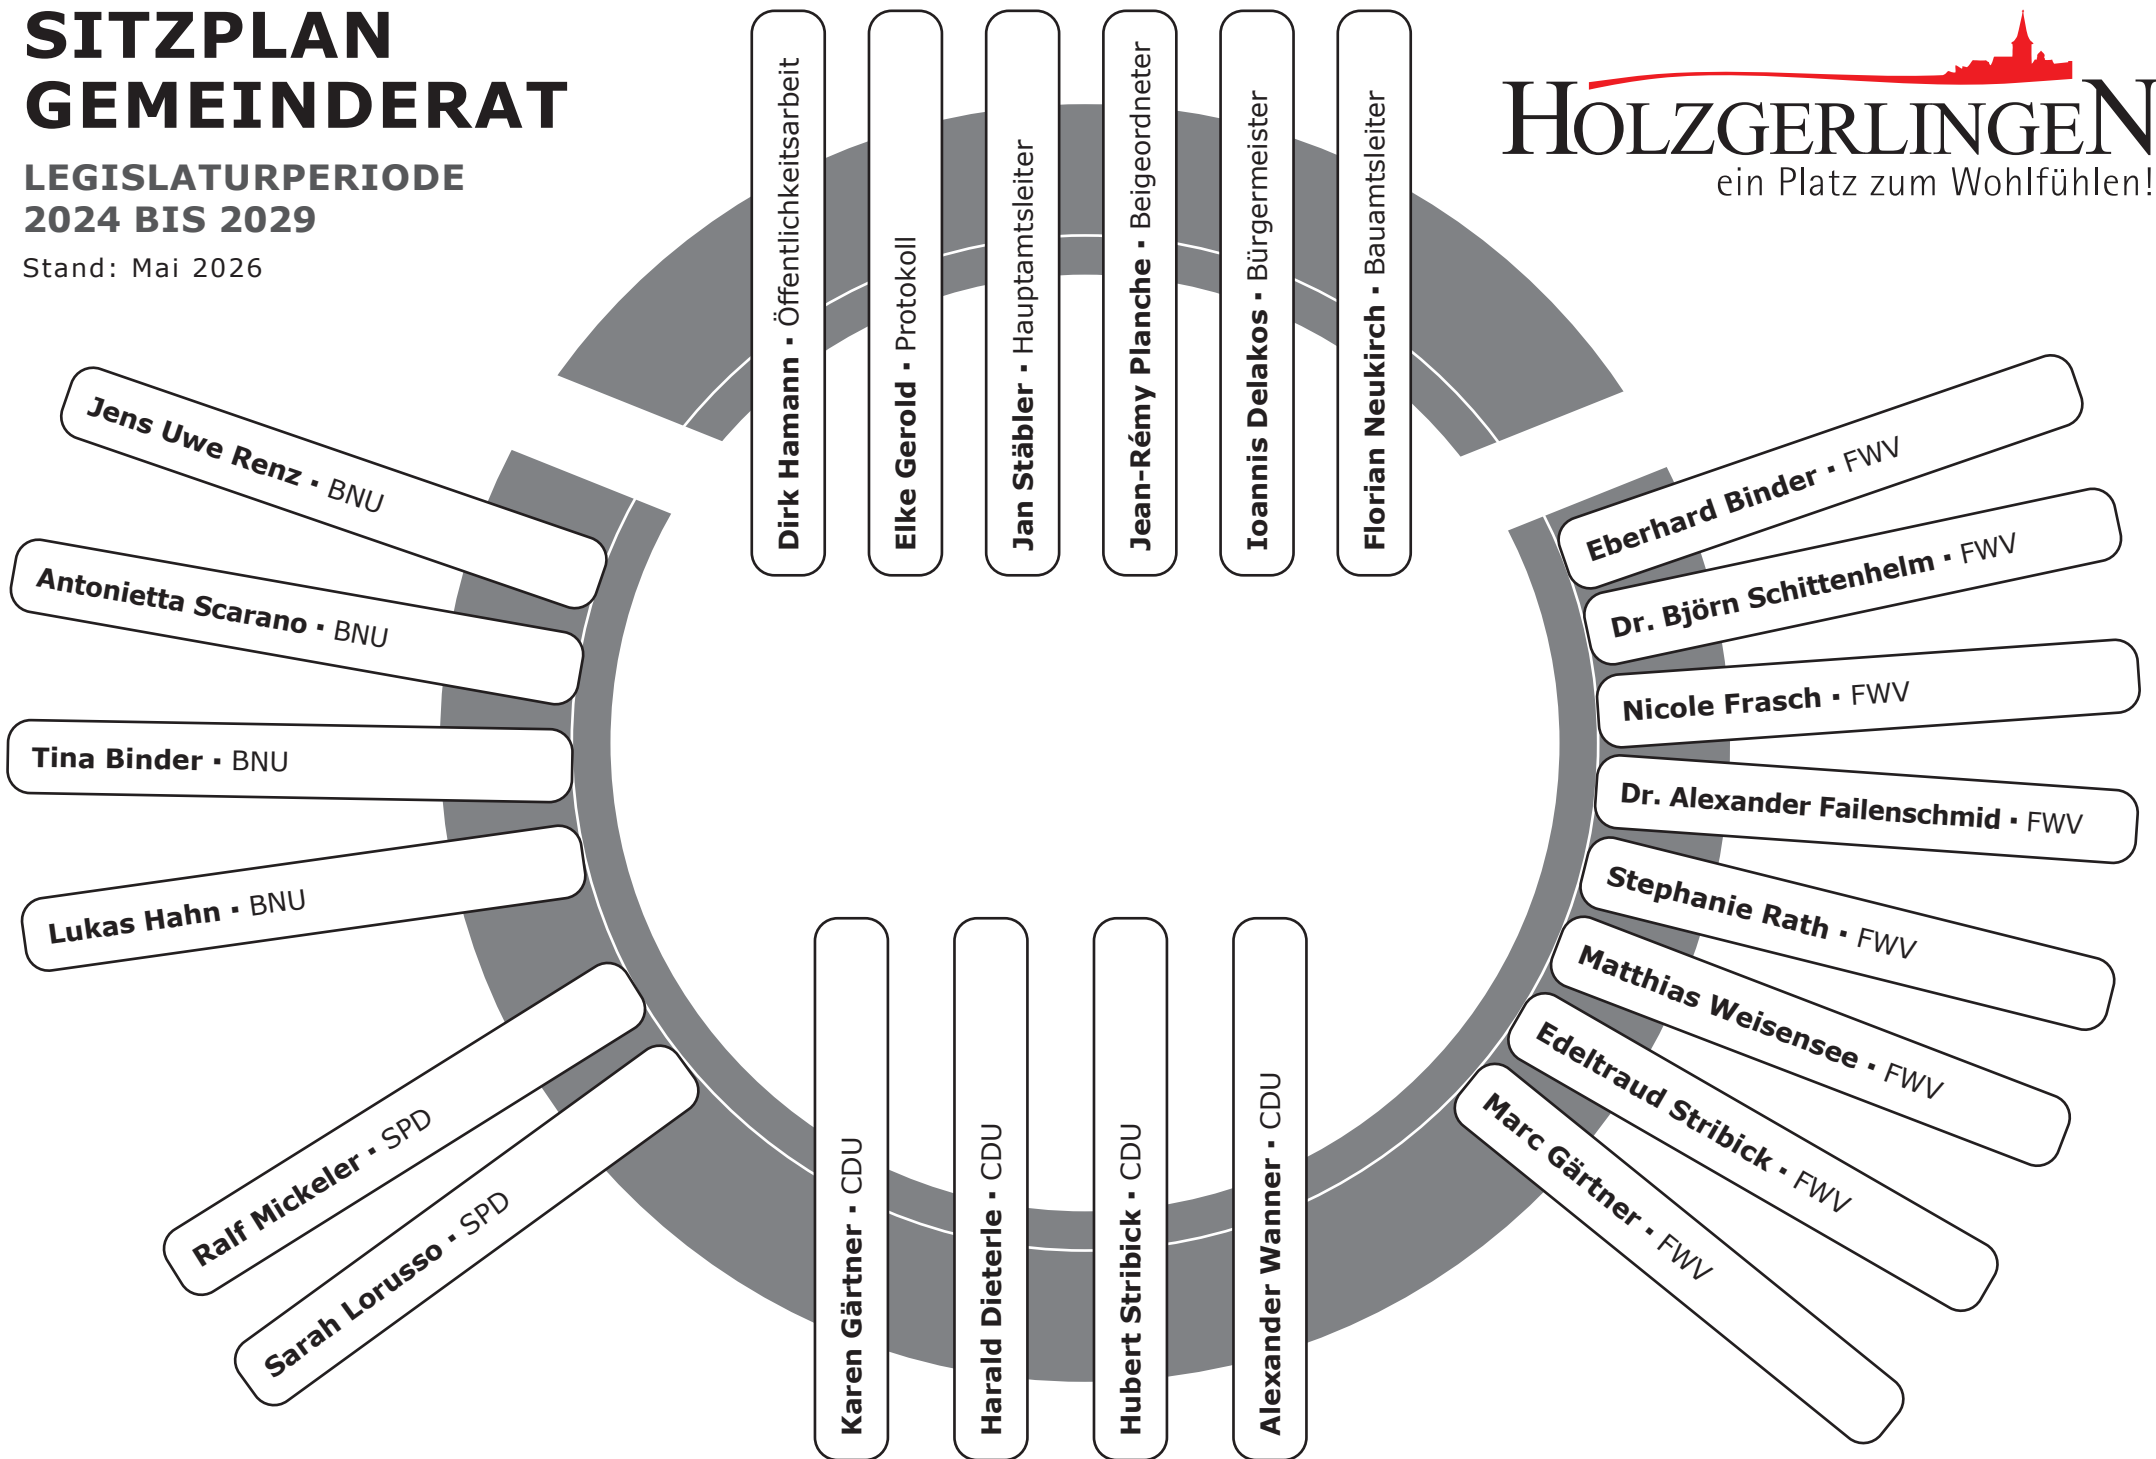 SITZPLAN
GEMEINDERAT
LEGISLATURPERIODE
2024 BIS 2029
Stand: Mai 2026
HOLZGERLINGEN
ein Platz zum Wohlfühlen!
Dirk Hamann ▪ Öffentlichkeitsarbeit
Elke Gerold ▪ Protokoll
Jan Stäbler ▪ Hauptamtsleiter
Jean-Rémy Planche ▪ Beigeordneter
Ioannis Delakos ▪ Bürgermeister
Florian Neukirch ▪ Bauamtsleiter
Eberhard Binder ▪ FWV
Dr. Björn Schittenhelm ▪ FWV
Nicole Frasch ▪ FWV
Dr. Alexander Failenschmid ▪ FWV
Stephanie Rath ▪ FWV
Matthias Weisensee ▪ FWV
Edeltraud Stribick ▪ FWV
Marc Gärtner ▪ FWV
Jens Uwe Renz ▪ BNU
Antonietta Scarano ▪ BNU
Tina Binder ▪ BNU
Lukas Hahn ▪ BNU
Ralf Mickeler ▪ SPD
Sarah Lorusso ▪ SPD
Karen Gärtner ▪ CDU
Harald Dieterle ▪ CDU
Hubert Stribick ▪ CDU
Alexander Wanner ▪ CDU